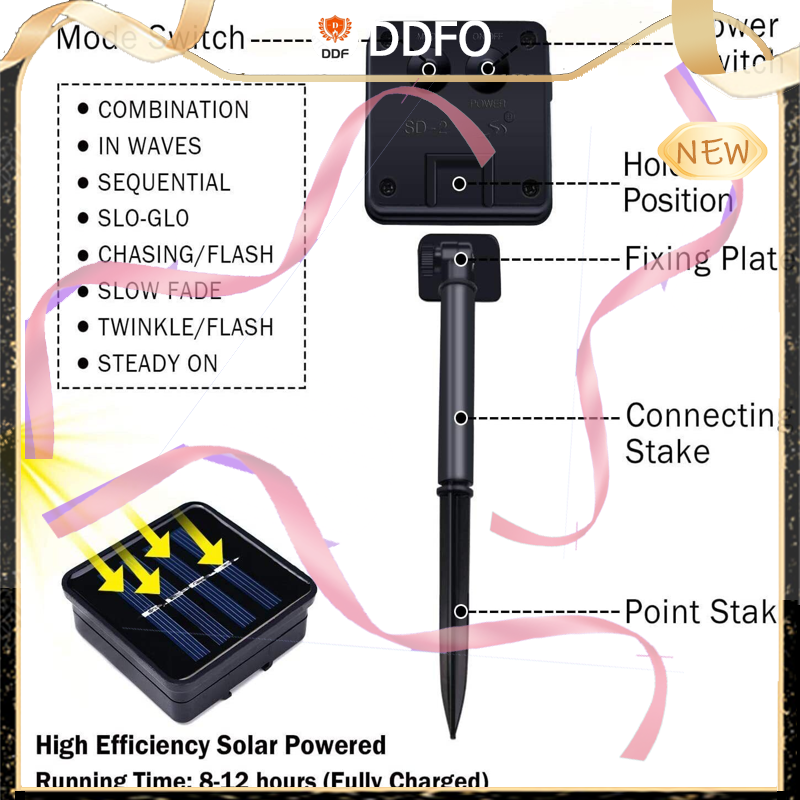 Mode Switch
DDF
DDFO
ower
witch
COMBINATION
IN WAVES
SEQUENTIAL
SLO-GLO
CHASING/FLASH
SLOW FADE
TWINKLE/FLASH
STEADY ON
POWER
SD-2
NEW
Hol
Position
Fixing Plat
Connecting
Stake
Point Stak
High Efficiency Solar Powered
Running Time: 8-12 hours (Fully Charged)